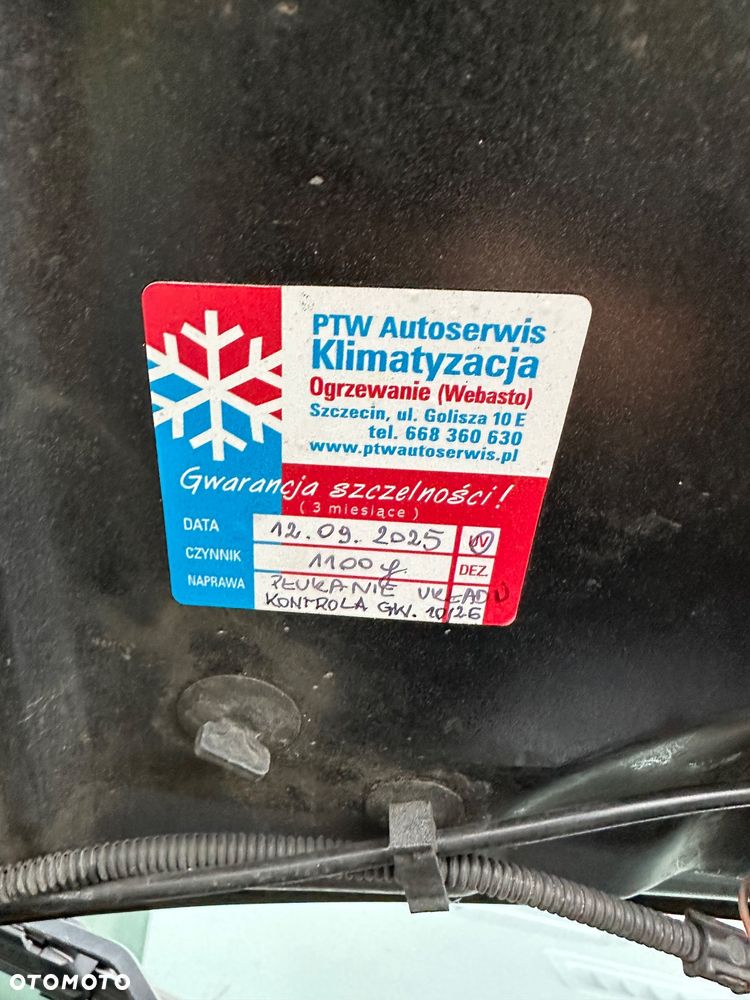 PTW Autoserwis
Klimatyzacja
Ogrzewanie (Webasto)
Szczecin, ul. Golisza 10 E
tel. 668 360 630
www.ptwautoserwis.pl
Gwarancja szczelności!
(3 miesiące)
DATA 12.09.2025 UV
CZYNNIK 1100 g DEZ.
NAPRAWA PŁUKANIE UKŁADU
KONTROLA GW. 10/26
OTOMOTO